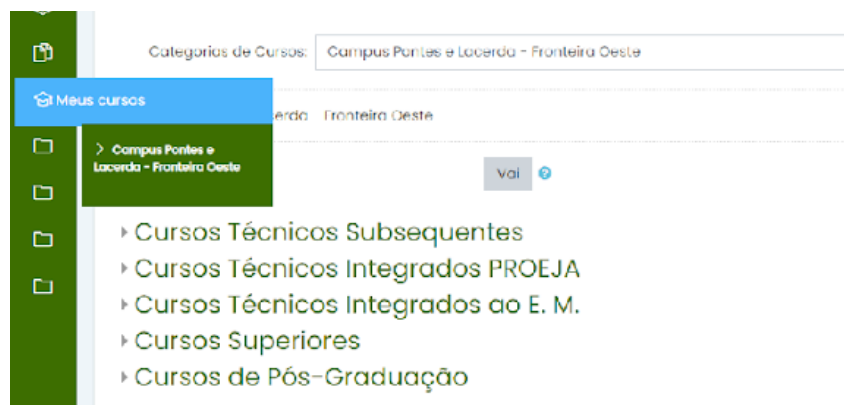 Categorias de Cursos: Campus Pontes e Lacerda - Fronteira Oeste
Meus cursos
erda Fronteira Oeste
> Campus Pontes e
Lacerda - Fronteira Oeste
Vai
Cursos Técnicos Subsequentes
Cursos Técnicos Integrados PROEJA
Cursos Técnicos Integrados ao E. M.
Cursos Superiores
Cursos de Pós-Graduação